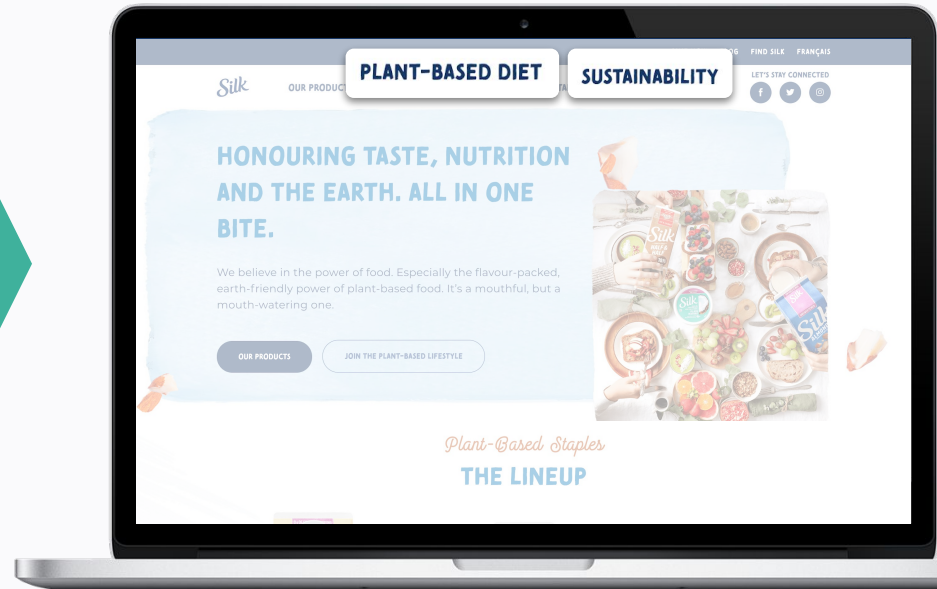 FIND SILK FRANÇAIS
Silk
OUR PRODUCT
PLANT-BASED DIET
SUSTAINABILITY
LET'S STAY CONNECTED
HONOURING TASTE, NUTRITION
AND THE EARTH. ALL IN ONE
BITE.
We believe in the power of food. Especially the flavour-packed,
earth-friendly power of plant-based food. It's a mouthful, but a
mouth-watering one.
OUR PRODUCTS
JOIN THE PLANT-BASED LIFESTYLE
Silk
Silk
Silk
Plant-Based Staples
THE LINEUP